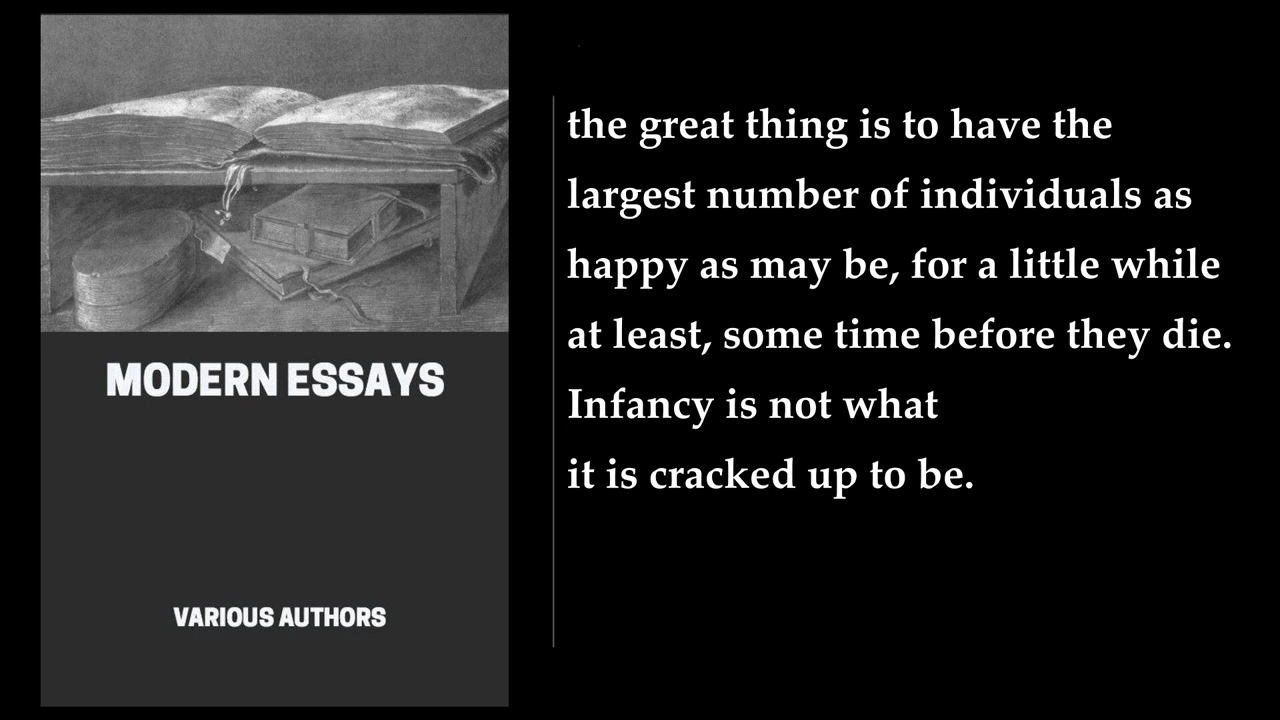 MODERN ESSAYS
VARIOUS AUTHORS
the great thing is to have the
largest number of individuals as
happy as may be, for a little while
at least, some time before they die.
Infancy is not what
it is cracked up to be.